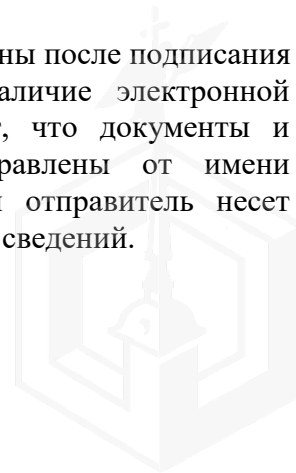 ны после подписания
аличие электронной
, что документы и
равлены от имени
отправитель несет
сведений.